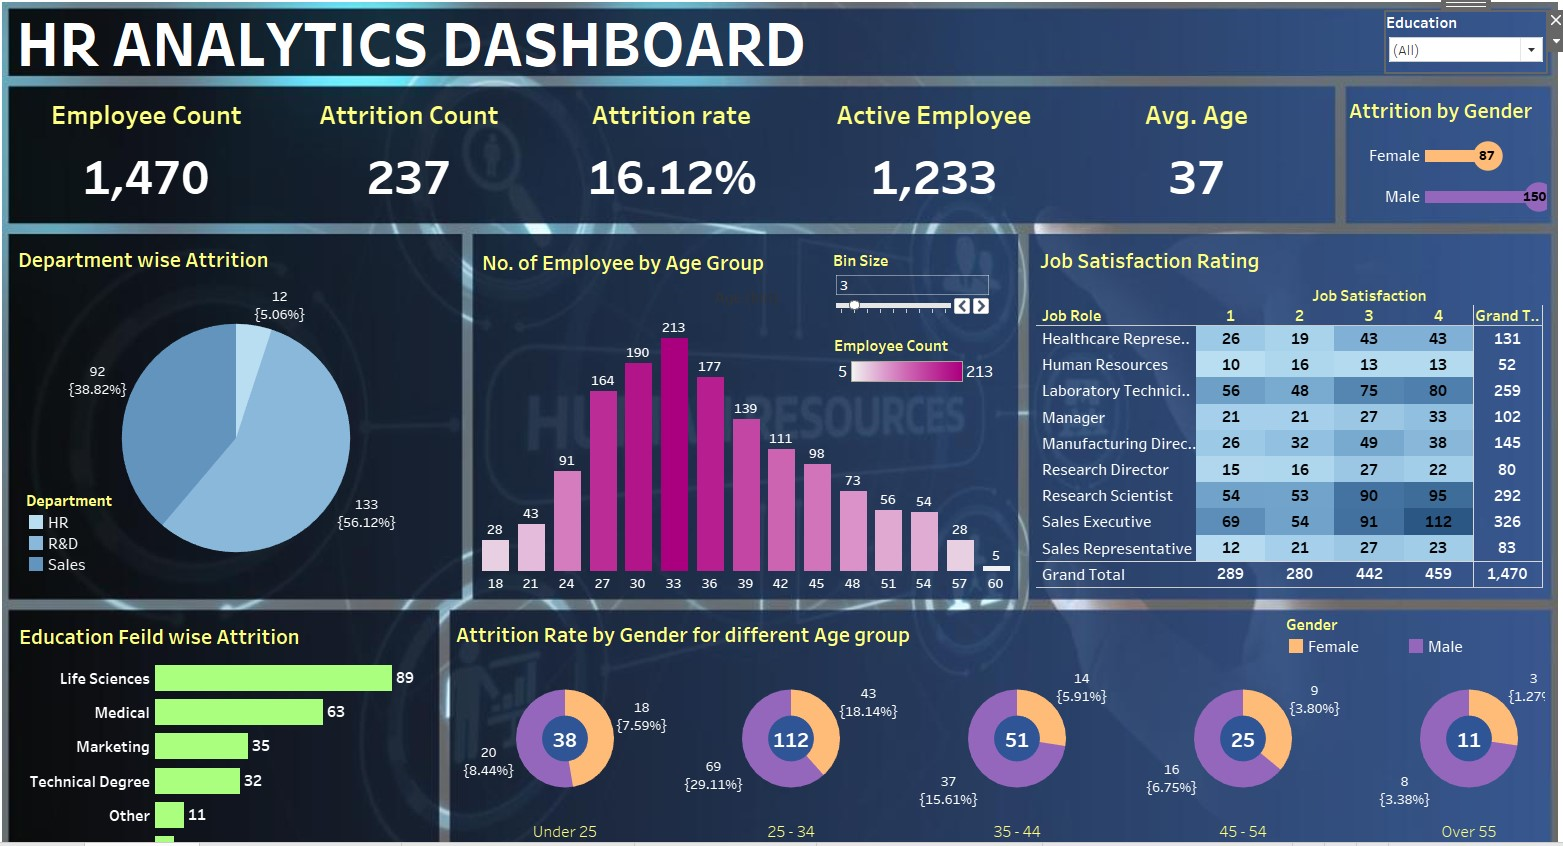 HR ANALYTICS DASHBOARD
Education
(All)
Employee Count
1,470
Attrition Count
237
Attrition rate
16.12%
Active Employee
1,233
Avg. Age
37
Attrition by Gender
Female 87
Male 150
Department wise Attrition
12
{5.06%}
92
{38.82%}
133
{56.12%}
Department
HR
R&D
Sales
No. of Employee by Age Group
Bin Size
3
Employee Count
5 213
HUMAN RESOURCES
28 43 91 164 190 213 177 139 111 98 73 56 54 28 5
18 21 24 27 30 33 36 39 42 45 48 51 54 57 60
Job Satisfaction Rating
Job Satisfaction
Job Role 1 2 3 4 Grand T..
Healthcare Represe.. 26 19 43 43 131
Human Resources 10 16 13 13 52
Laboratory Technici.. 56 48 75 80 259
Manager 21 21 27 33 102
Manufacturing Direc.. 26 32 49 38 145
Research Director 15 16 27 22 80
Research Scientist 54 53 90 95 292
Sales Executive 69 54 91 112 326
Sales Representative 12 21 27 23 83
Grand Total 289 280 442 459 1,470
Education Feild wise Attrition
Life Sciences 89
Medical 63
Marketing 35
Technical Degree 32
Other 11
Attrition Rate by Gender for different Age group
Gender
Female Male
18
{7.59%}
38
20
{8.44%}
Under 25
43
{18.14%}
112
69
{29.11%}
25 - 34
14
{5.91%}
51
37
{15.61%}
35 - 44
9
{3.80%}
25
16
{6.75%}
45 - 54
3
{1.27%
11
8
{3.38%}
Over 55